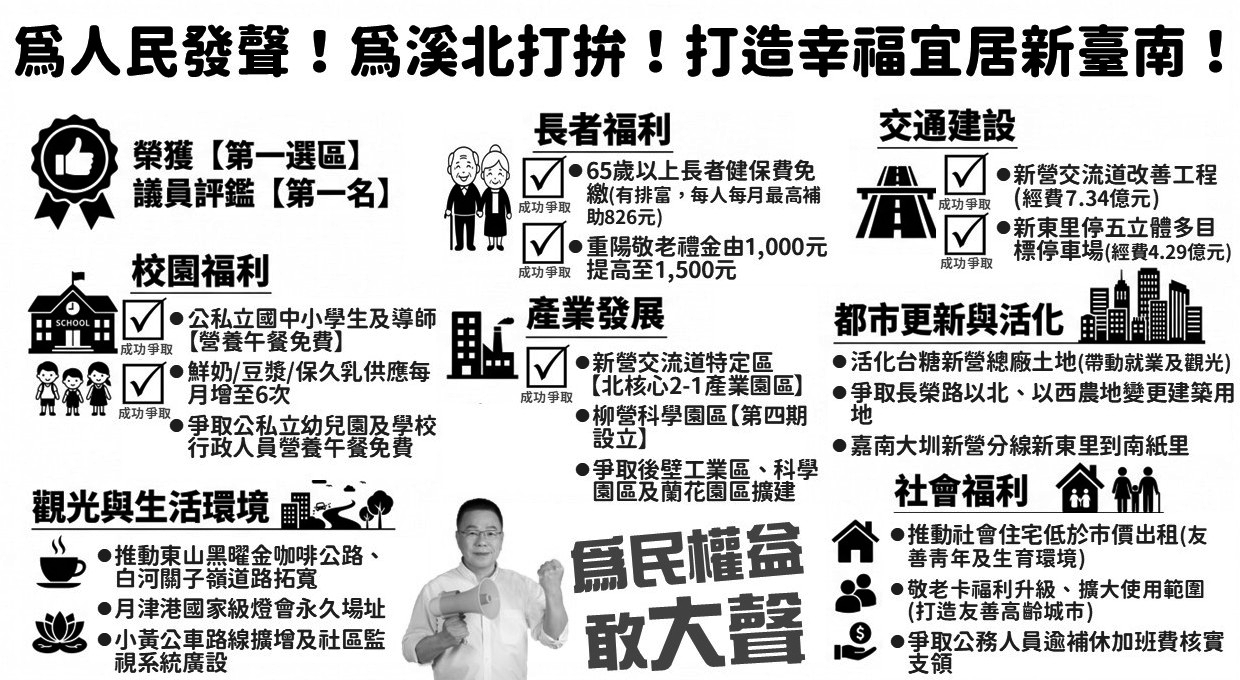 爲人民發聲！爲溪北打拚！打造幸福宜居新臺南！
榮獲【第一選區】
議員評鑑【第一名】
校園福利
SCHOOL
成功爭取
●公私立國中小學生及導師
【營養午餐免費】
成功爭取
●鮮奶/豆漿/保久乳供應每
月增至6次
●爭取公私立幼兒園及學校
行政人員營養午餐免費
觀光與生活環境
●推動東山黑曜金咖啡公路、
白河關子嶺道路拓寬
●月津港國家級燈會永久場址
●小黃公車路線擴增及社區監
視系統廣設
長者福利
成功爭取
●65歲以上長者健保費免
繳(有排富，每人每月最高補
助826元)
成功爭取
●重陽敬老禮金由1,000元
提高至1,500元
產業發展
成功爭取
●新營交流道特定區
【北核心2-1產業園區】
●柳營科學園區【第四期
設立】
●爭取後壁工業區、科學
園區及蘭花園區擴建
爲民權益
敢大聲
交通建設
成功爭取
●新營交流道改善工程
(經費7.34億元)
成功爭取
●新東里停五立體多目
標停車場(經費4.29億元)
都市更新與活化
●活化台糖新營總廠土地(帶動就業及觀光)
●爭取長榮路以北、以西農地變更建築用
地
●嘉南大圳新營分線新東里到南紙里
社會福利
●推動社會住宅低於市價出租(友
善青年及生育環境)
●敬老卡福利升級、擴大使用範圍
(打造友善高齡城市)
●爭取公務人員逾補休加班費核實
支領